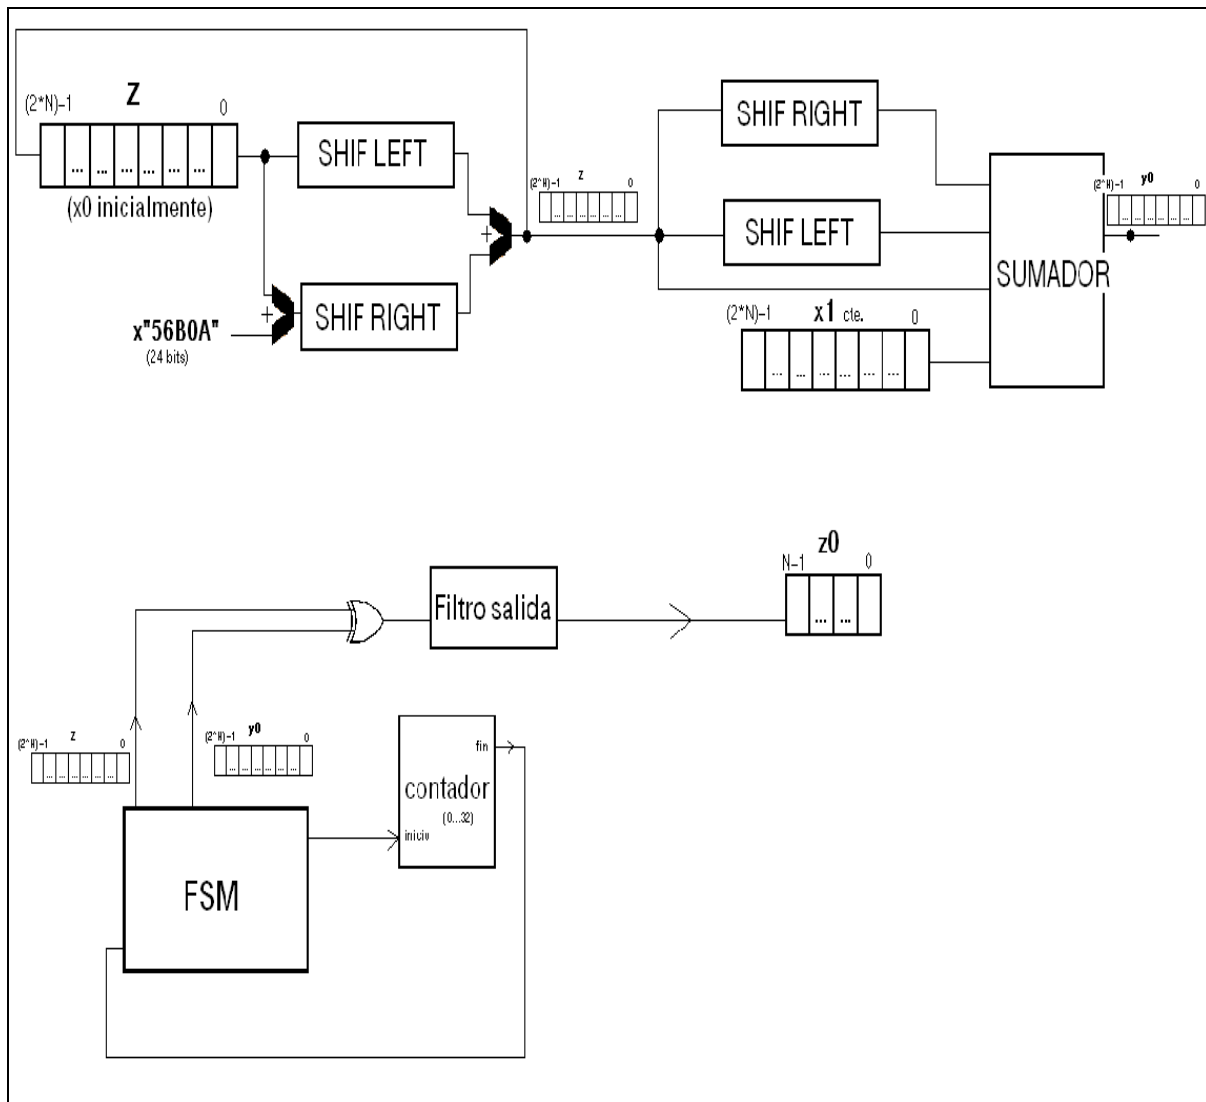 (2*N)-1 Z 0
... ... ... ... ... ...
(x0 inicialmente)
SHIF LEFT
+
x"56B0A"
(24 bits)
SHIF RIGHT
+
(2^N)-1 z 0
... ... ... ... ... ...
SHIF RIGHT
SHIF LEFT
(2*N)-1 x1 cte. 0
... ... ... ... ... ...
SUMADOR
(2^N)-1 y0 0
... ... ... ... ... ...
Filtro salida
z0
N-1 0
... ...
(2^N)-1 z 0
... ... ... ... ... ...
(2^N)-1 y0 0
... ... ... ... ... ...
fin
contador
(0...32)
inicio
FSM